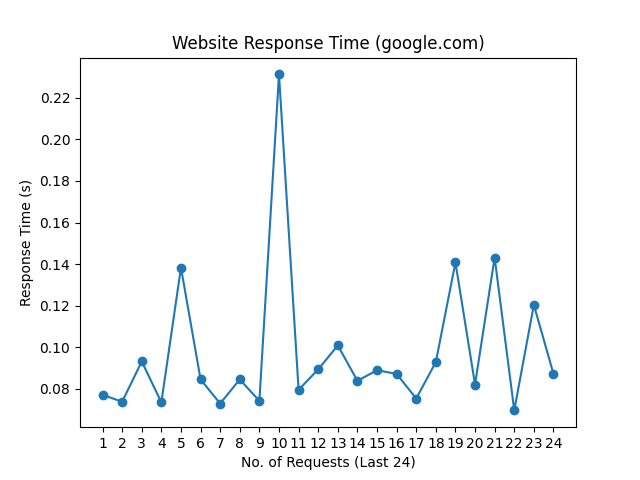 Website Response Time (google.com)
Response Time (s)
0.22
0.20
0.18
0.16
0.14
0.12
0.10
0.08
1 2 3 4 5 6 7 8 9 10 11 12 13 14 15 16 17 18 19 20 21 22 23 24
No. of Requests (Last 24)